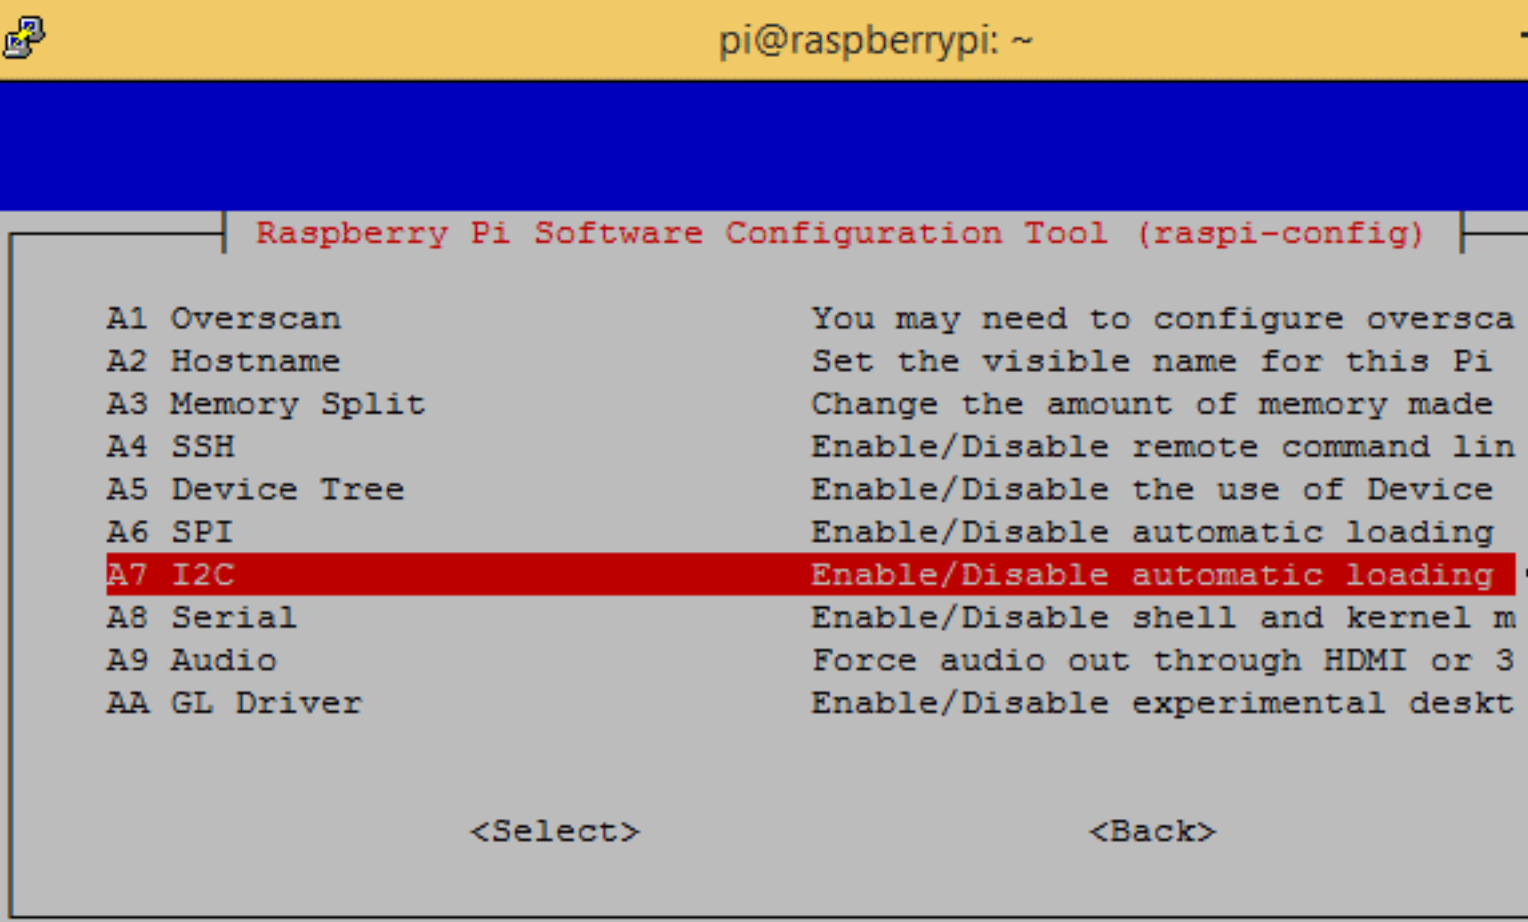 pi@raspberrypi: ~
Raspberry Pi Software Configuration Tool (raspi-config)
A1 Overscan You may need to configure oversca
A2 Hostname Set the visible name for this Pi
A3 Memory Split Change the amount of memory made
A4 SSH Enable/Disable remote command lin
A5 Device Tree Enable/Disable the use of Device
A6 SPI Enable/Disable automatic loading
A7 I2C Enable/Disable automatic loading
A8 Serial Enable/Disable shell and kernel m
A9 Audio Force audio out through HDMI or 3
AA GL Driver Enable/Disable experimental deskt
<Select> <Back>